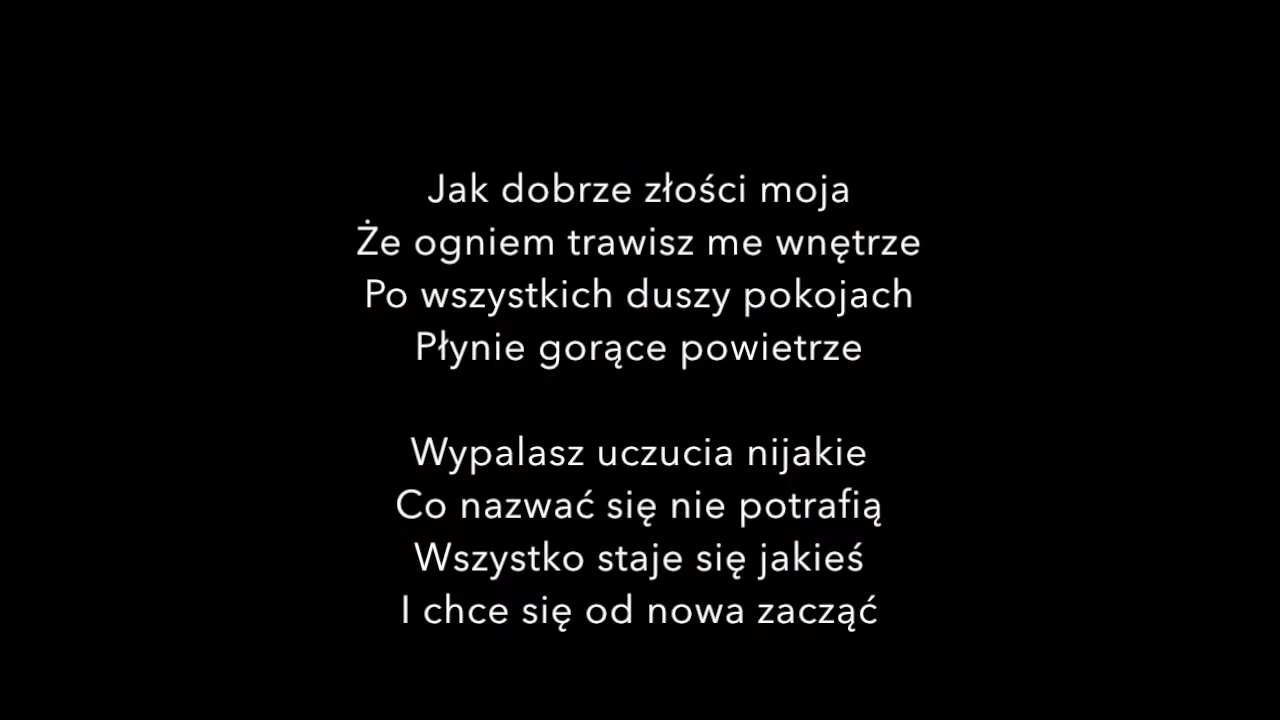 Jak dobrze złości moja
Że ogniem trawisz me wnętrze
Po wszystkich duszy pokojach
Płynie gorące powietrze
Wypalasz uczucia nijakie
Co nazwać się nie potrafią
Wszystko staje się jakieś
I chce się od nowa zacząć